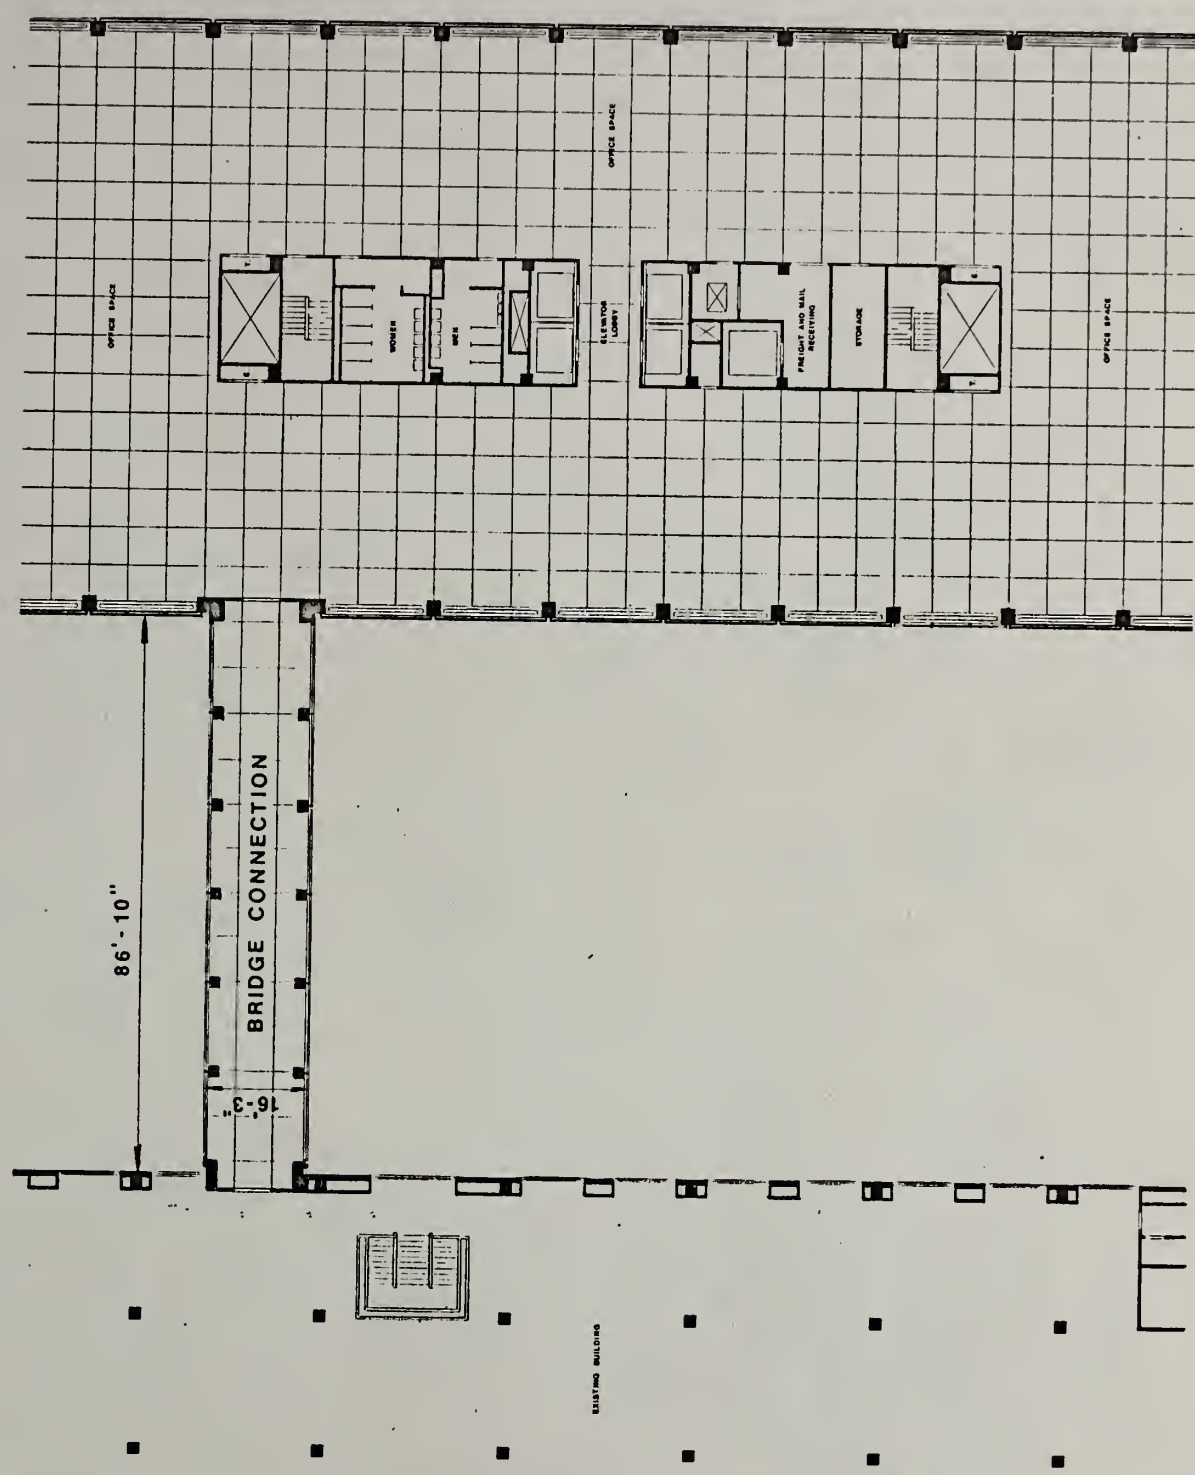 OFFICE SPACE
OFFICE SPACE
T.
E.
WOMEN
MEN
ELEVATOR
LOBBY
FREIGHT AND MAIL
RECEIVING
STORAGE
E.
T.
OFFICE SPACE
86'-10"
BRIDGE CONNECTION
16'-3"
EXISTING BUILDING